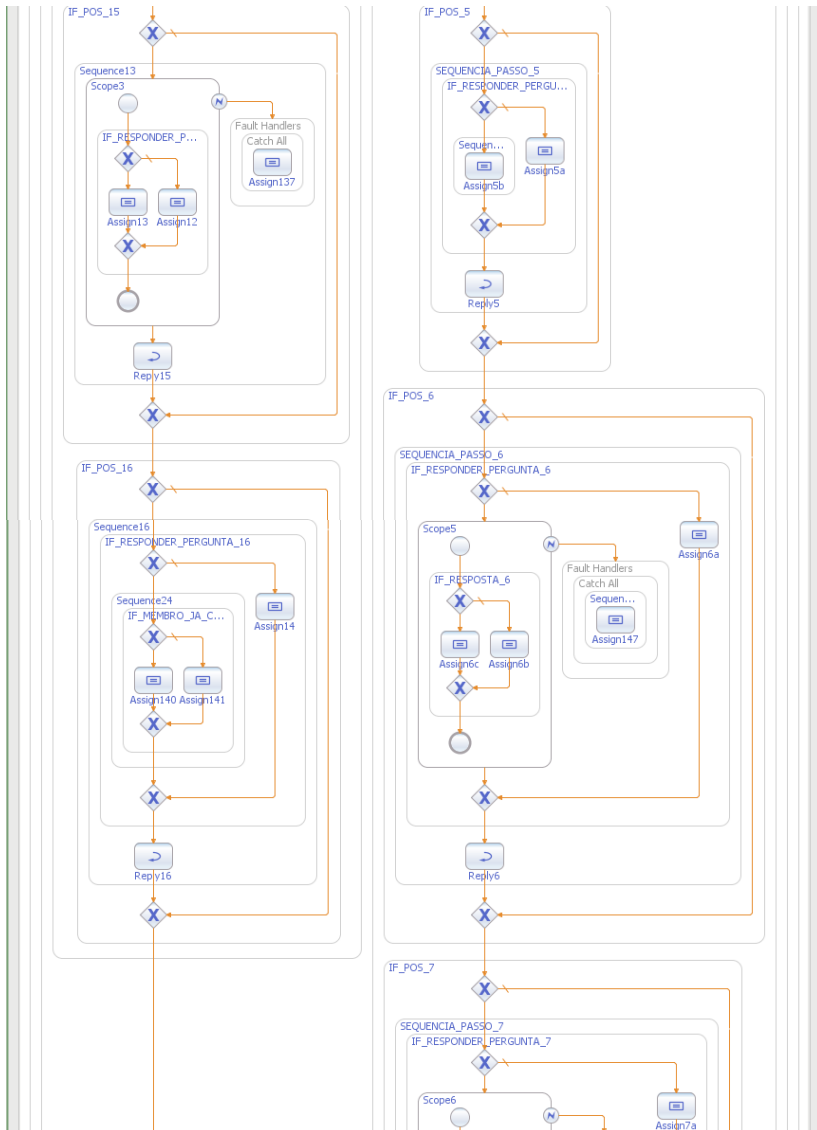 IF_POS_15
Sequence13
Scope3
Fault Handlers
Catch All
Assign137
IF_RESPONDER_P...
Assign13
Assign12
Reply15
IF_POS_16
Sequence16
IF_RESPONDER_PERGUNTA_16
Assign14
Sequence24
IF_MEMBRO_JA_C...
Assign140
Assign141
Reply16
IF_POS_5
SEQUENCIA_PASSO_5
IF_RESPONDER_PERGU...
Sequen...
Assign5b
Assign5a
Reply5
IF_POS_6
SEQUENCIA_PASSO_6
IF_RESPONDER_PERGUNTA_6
Scope5
Assign6a
Fault Handlers
Catch All
Sequen...
Assign147
IF_RESPOSTA_6
Assign6c
Assign6b
Reply6
IF_POS_7
SEQUENCIA_PASSO_7
IF_RESPONDER_PERGUNTA_7
Scope6
Assign7a